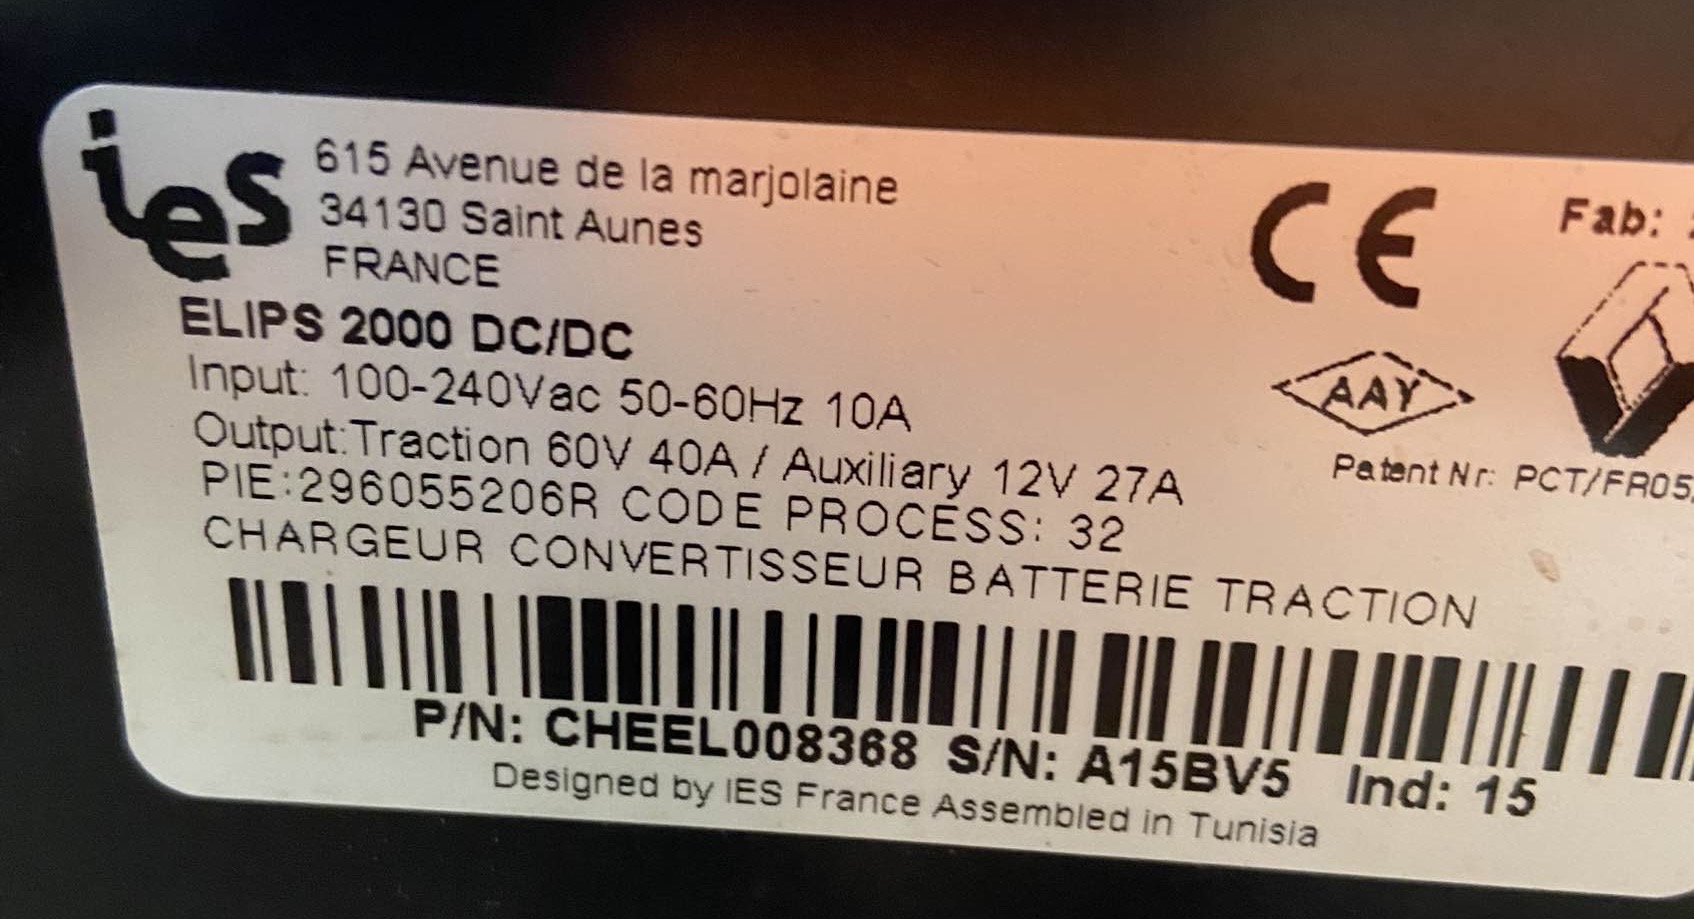 ies
615 Avenue de la marjolaine
34130 Saint Aunes
FRANCE
CE
Fab:
ELIPS 2000 DC/DC
Input: 100-240Vac 50-60Hz 10A
AAY
Output:Traction 60V 40A / Auxiliary 12V 27A
Patent Nr: PCT/FR05
PIE:296055206R CODE PROCESS: 32
CHARGEUR CONVERTISSEUR BATTERIE TRACTION
P/N: CHEEL008368 S/N: A15BV5 Ind: 15
Designed by IES France Assembled in Tunisia